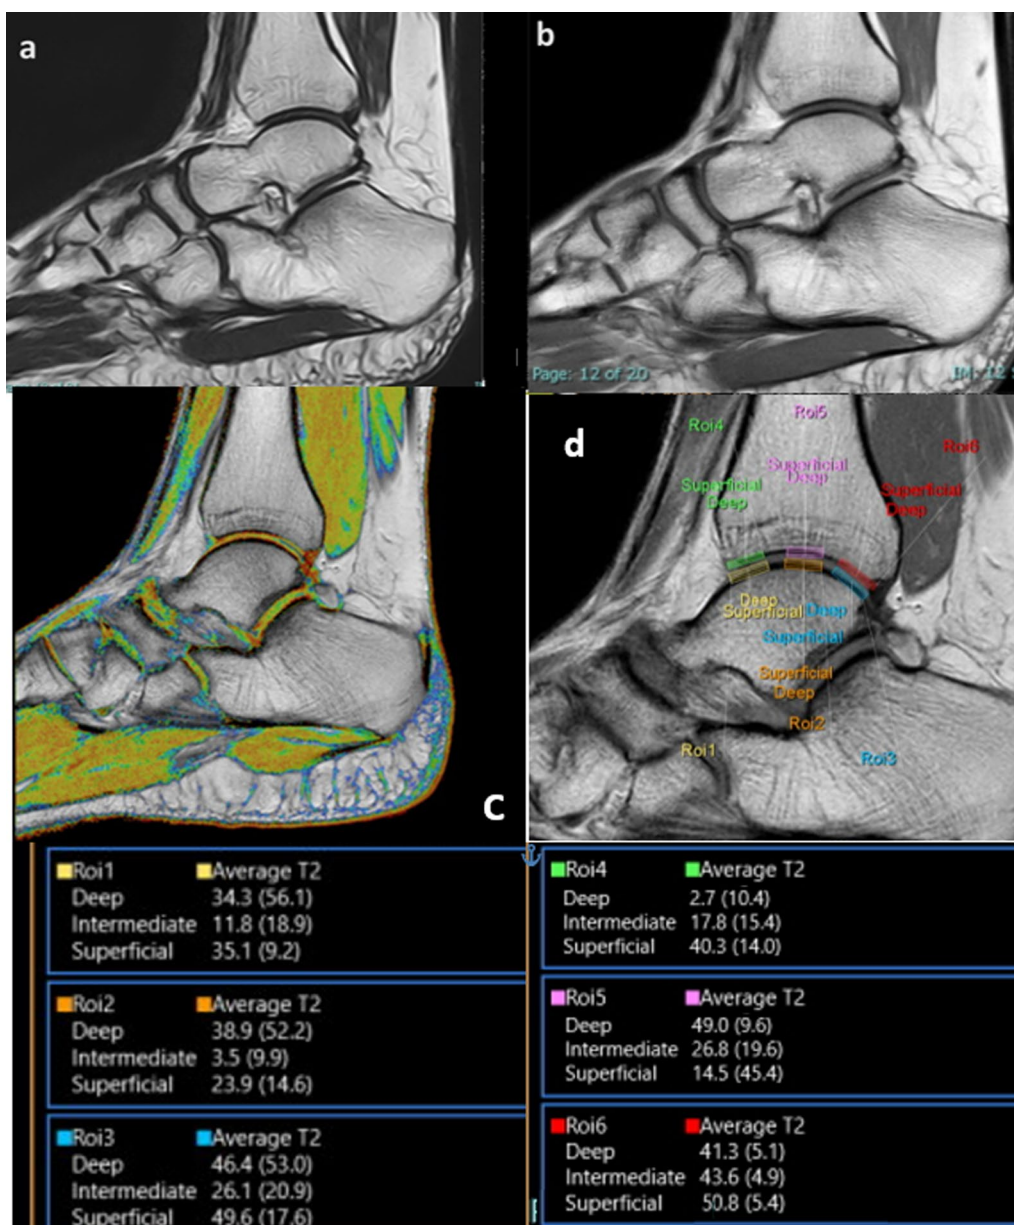 a
b
Page: 12 of 20
d
Roi4
Roi5
Roi6
Superficial
Deep
Superficial
Deep
Superficial
Deep
Deep
Superficial
Deep
Superficial
Superficial
Deep
Roi2
Roi1
Roi3
c
Roi1 Average T2
Deep 34.3 (56.1)
Intermediate 11.8 (18.9)
Superficial 35.1 (9.2)
Roi2 Average T2
Deep 38.9 (52.2)
Intermediate 3.5 (9.9)
Superficial 23.9 (14.6)
Roi3 Average T2
Deep 46.4 (53.0)
Intermediate 26.1 (20.9)
Superficial 49.6 (17.6)
Roi4 Average T2
Deep 2.7 (10.4)
Intermediate 17.8 (15.4)
Superficial 40.3 (14.0)
Roi5 Average T2
Deep 49.0 (9.6)
Intermediate 26.8 (19.6)
Superficial 14.5 (45.4)
Roi6 Average T2
Deep 41.3 (5.1)
Intermediate 43.6 (4.9)
Superficial 50.8 (5.4)